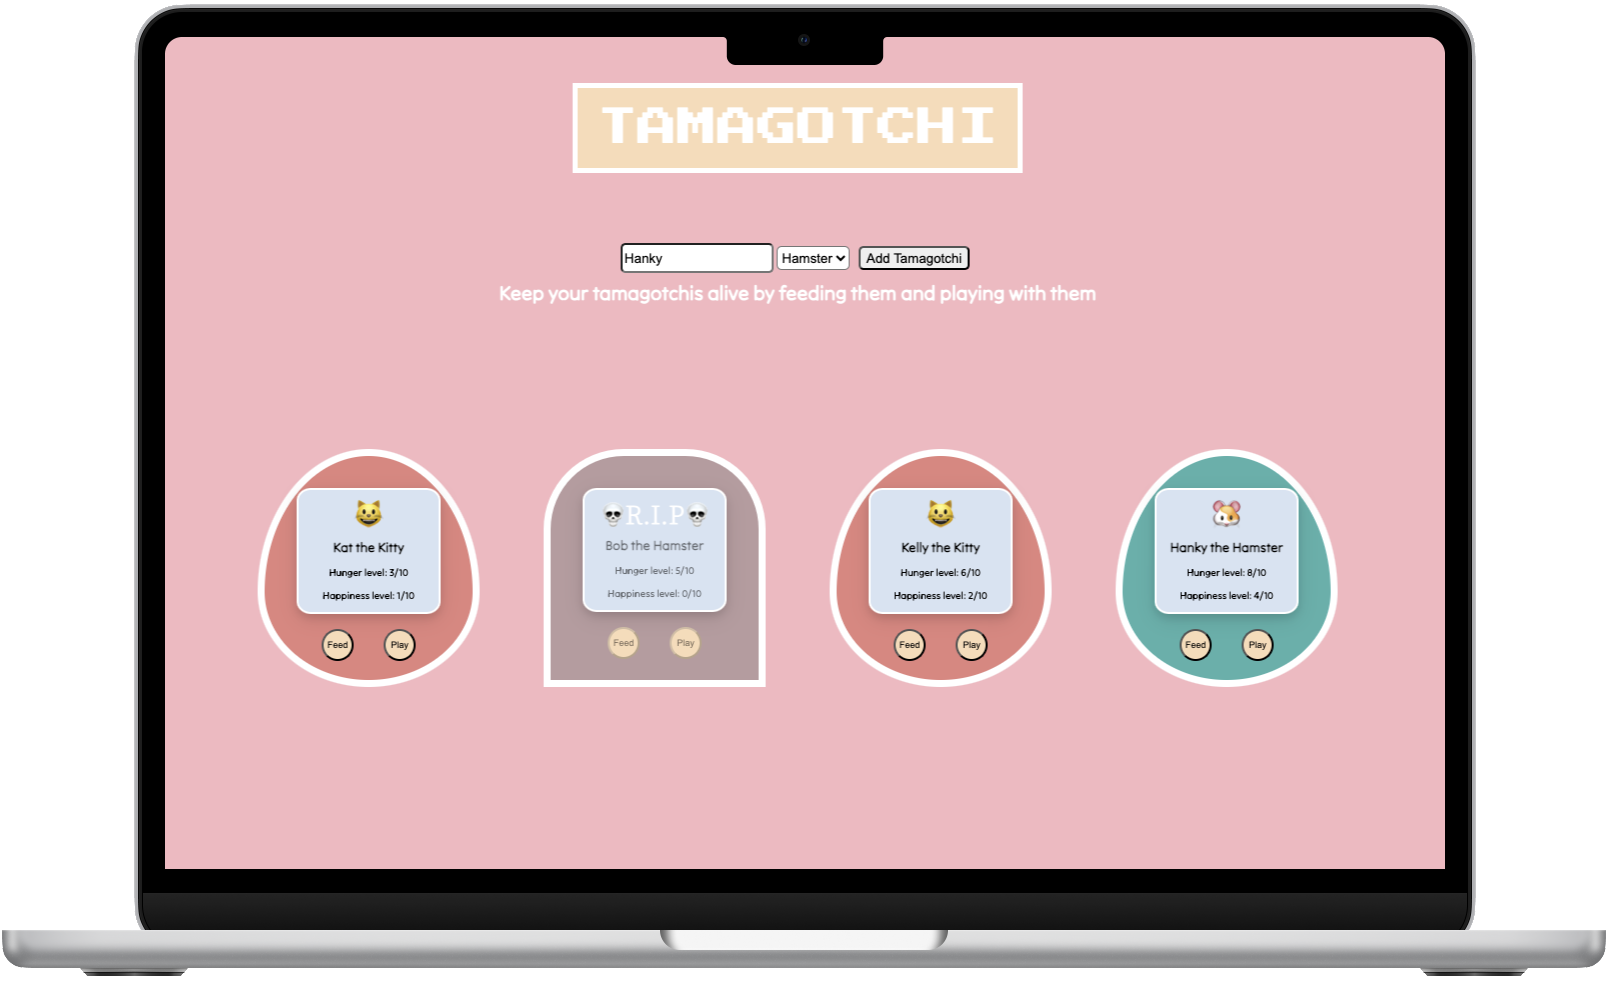 TAMAGOTCHI
Hanky
Hamster
Add Tamagotchi
Keep your tamagotchis alive by feeding them and playing with them
Kat the Kitty
Hunger level: 3/10
Happiness level: 1/10
Feed
Play
R.I.P
Bob the Hamster
Hunger level: 5/10
Happiness level: 0/10
Feed
Play
Kelly the Kitty
Hunger level: 6/10
Happiness level: 2/10
Feed
Play
Hanky the Hamster
Hunger level: 8/10
Happiness level: 4/10
Feed
Play